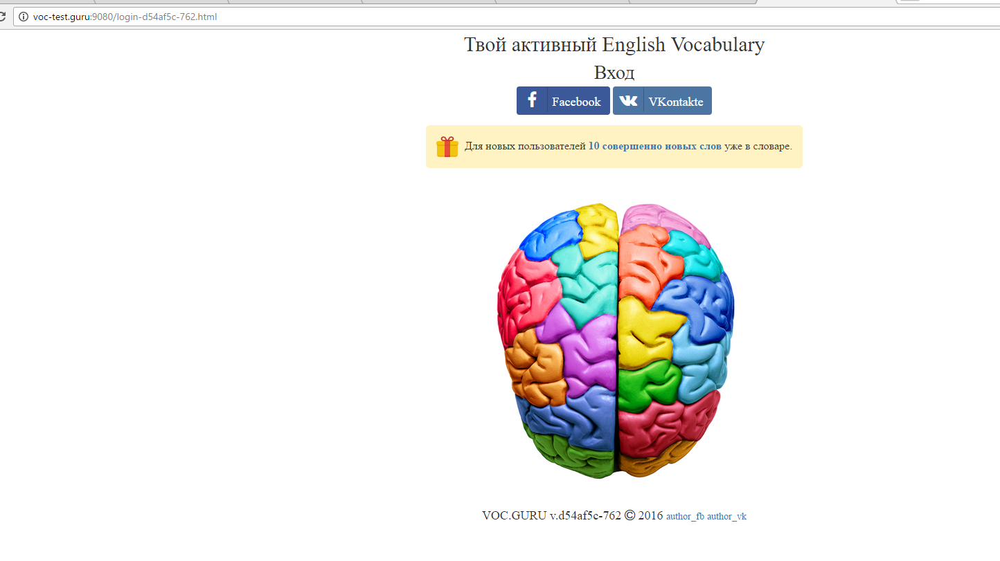 voc-test.guru:9080/login-d54af5c-762.html
Твой активный English Vocabulary
Вход
Facebook VKontakte
Для новых пользователей 10 совершенно новых слов уже в словаре.
VOC.GURU v.d54af5c-762 © 2016 author_fb author_vk